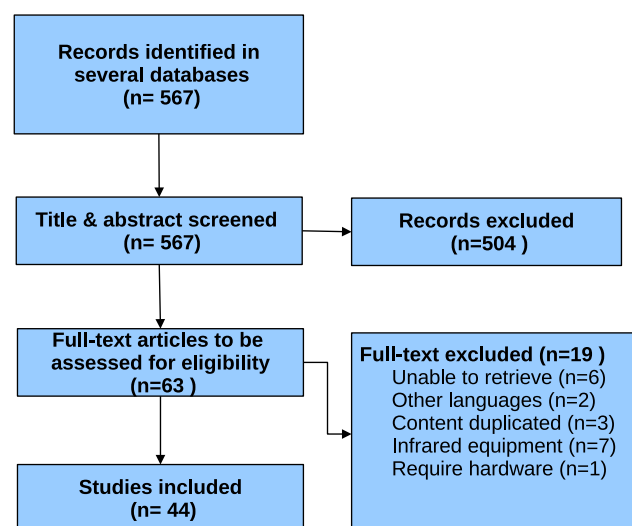 Records identified in
several databases
(n= 567)
Title & abstract screened
(n= 567)
Records excluded
(n=504 )
Full-text articles to be
assessed for eligibility
(n=63 )
Full-text excluded (n=19 )
Unable to retrieve (n=6)
Other languages (n=2)
Content duplicated (n=3)
Infrared equipment (n=7)
Require hardware (n=1)
Studies included
(n= 44)